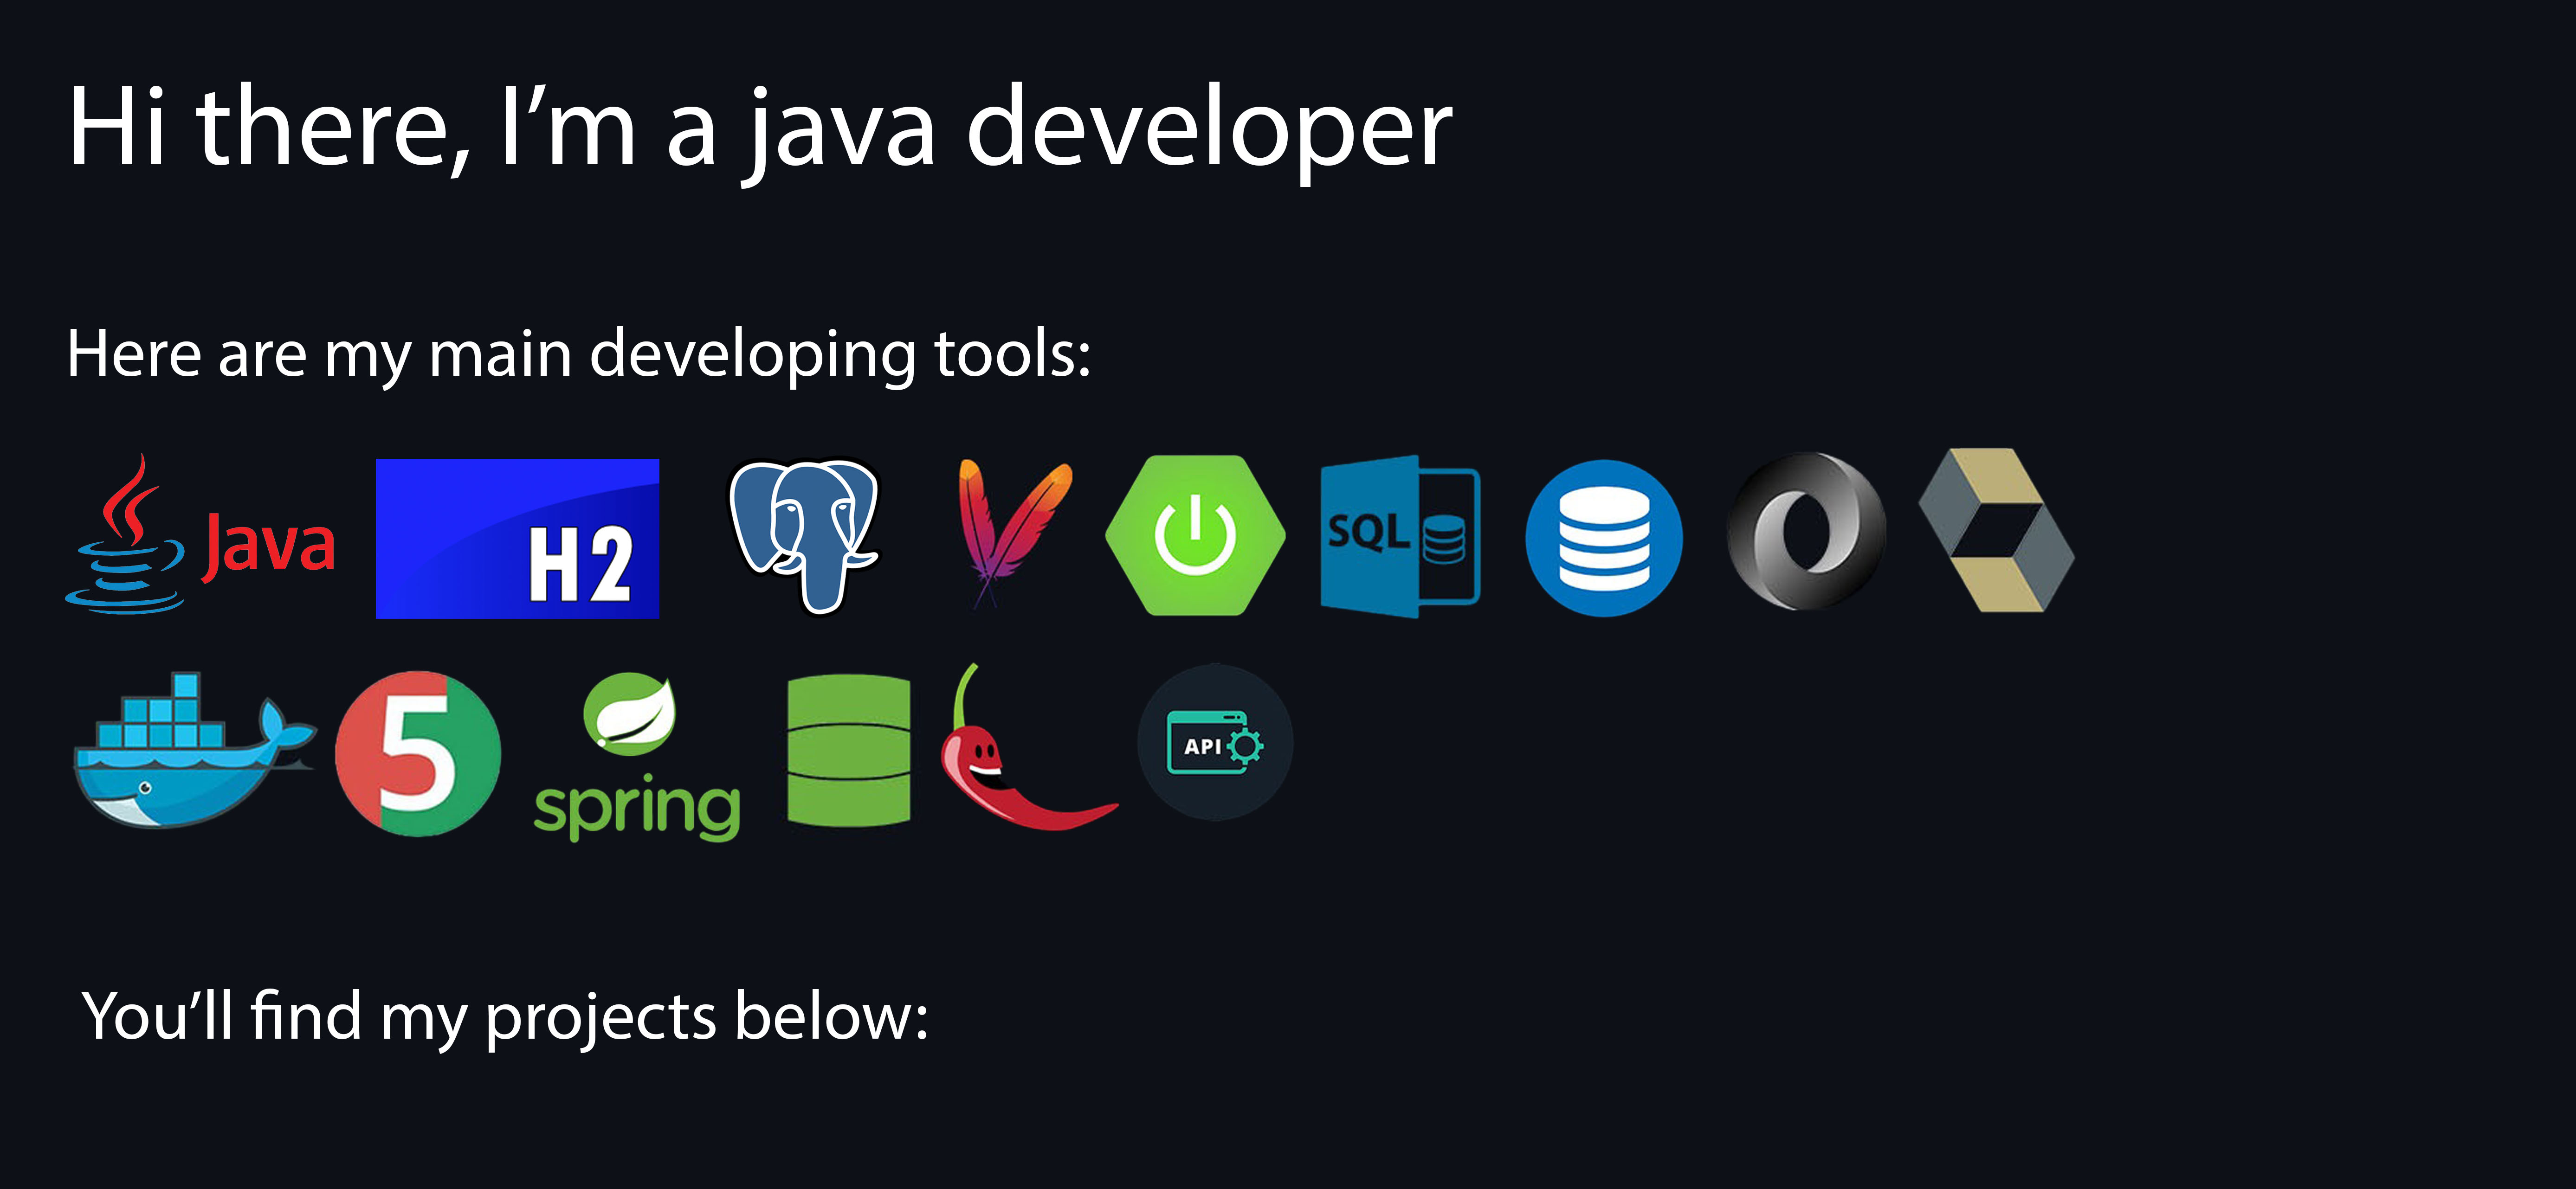 Hi there, I’m a java developer
Here are my main developing tools:
Java
H2
SQL
5
spring
API
You’ll find my projects below: